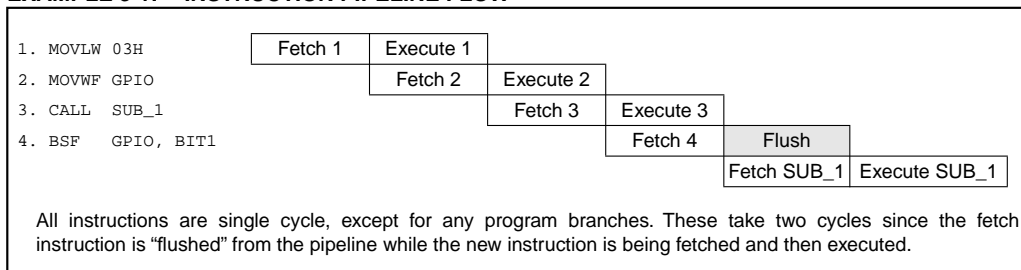 1. MOVLW 03H Fetch 1 Execute 1
2. MOVWF GPIO Fetch 2 Execute 2
3. CALL SUB_1 Fetch 3 Execute 3
4. BSF GPIO, BIT1 Fetch 4 Flush
Fetch SUB_1 Execute SUB_1
All instructions are single cycle, except for any program branches. These take two cycles since the fetch
instruction is “flushed” from the pipeline while the new instruction is being fetched and then executed.